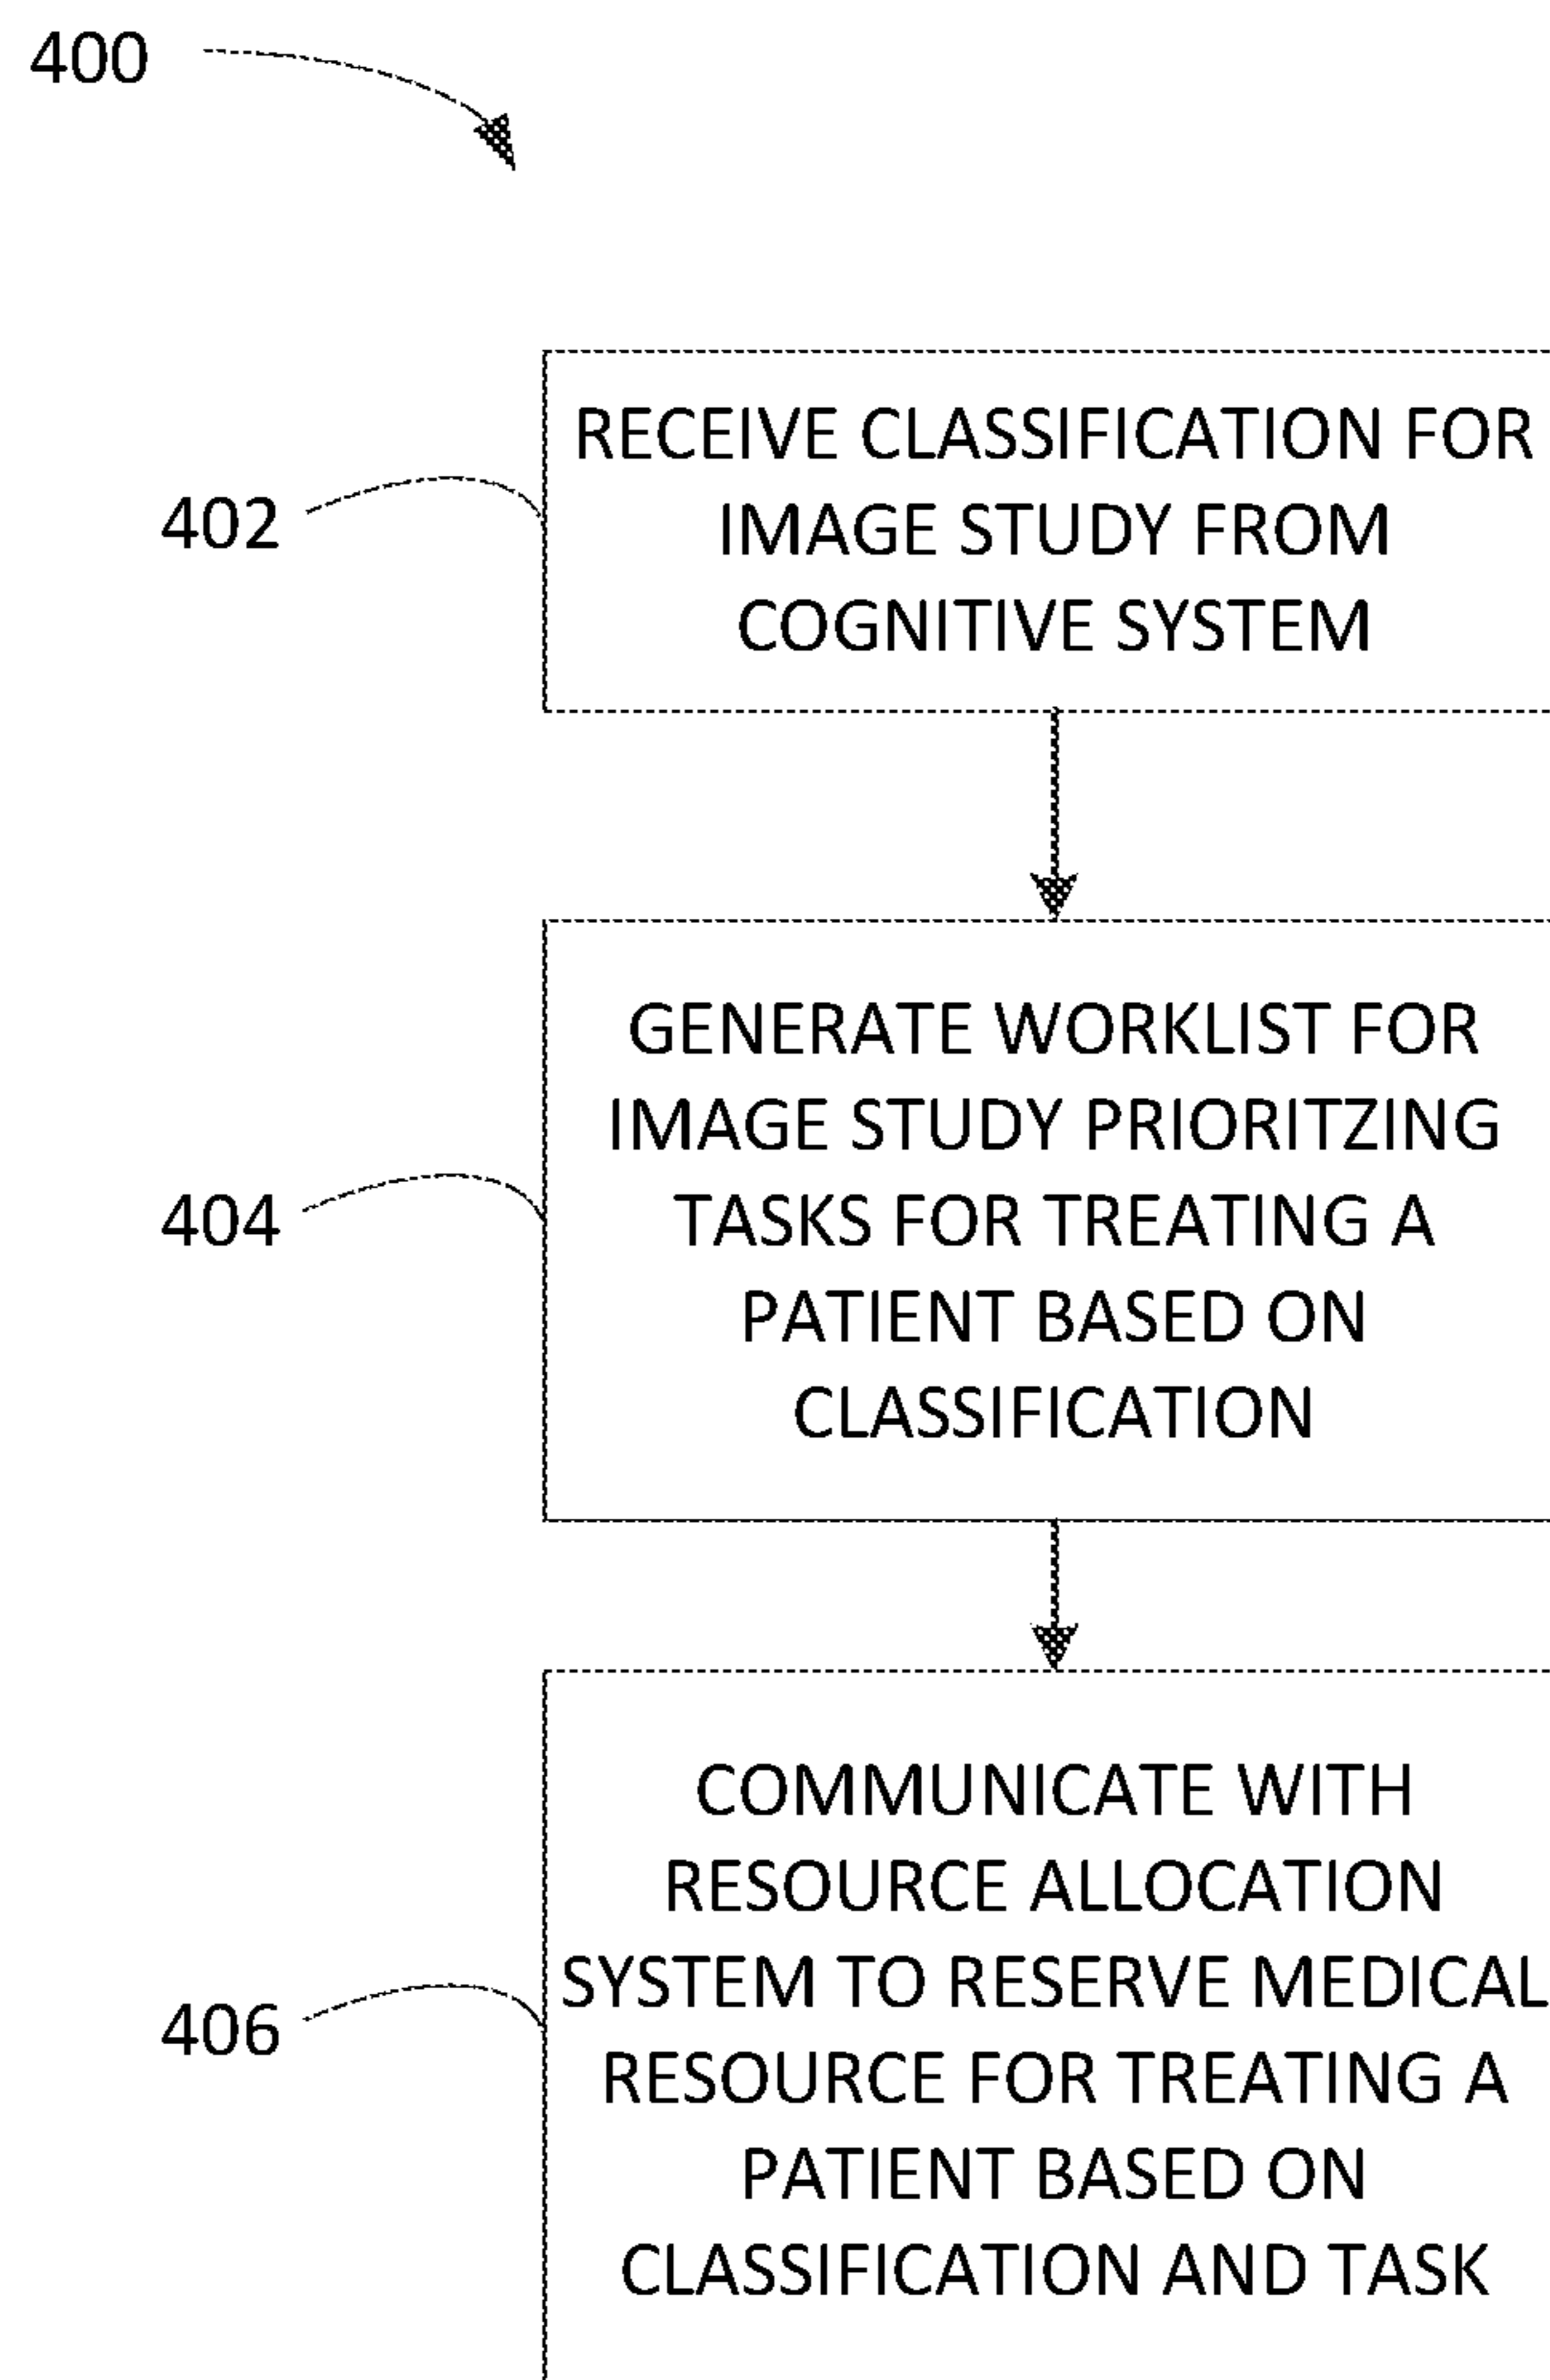 400
402
RECEIVE CLASSIFICATION FOR
IMAGE STUDY FROM
COGNITIVE SYSTEM
404
GENERATE WORKLIST FOR
IMAGE STUDY PRIORITZING
TASKS FOR TREATING A
PATIENT BASED ON
CLASSIFICATION
406
COMMUNICATE WITH
RESOURCE ALLOCATION
SYSTEM TO RESERVE MEDICAL
RESOURCE FOR TREATING A
PATIENT BASED ON
CLASSIFICATION AND TASK